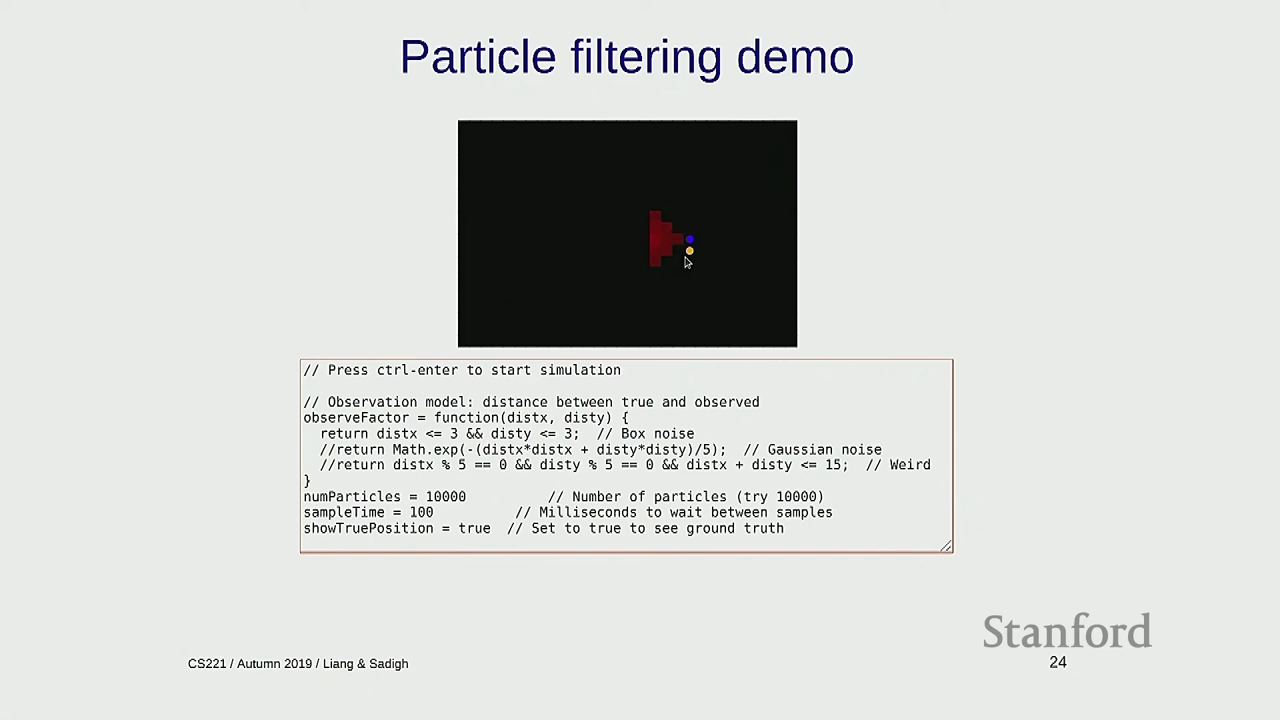 Particle filtering demo
// Press ctrl-enter to start simulation
// Observation model: distance between true and observed
observeFactor = function(distx, disty) {
  return distx <= 3 && disty <= 3;  // Box noise
  //return Math.exp(-(distx*distx + disty*disty)/5);  // Gaussian noise
  //return distx % 5 == 0 && disty % 5 == 0 && distx + disty <= 15;  // Weird
}
numParticles = 10000          // Number of particles (try 10000)
sampleTime = 100          // Milliseconds to wait between samples
showTruePosition = true  // Set to true to see ground truth
Stanford
CS221 / Autumn 2019 / Liang & Sadigh
24